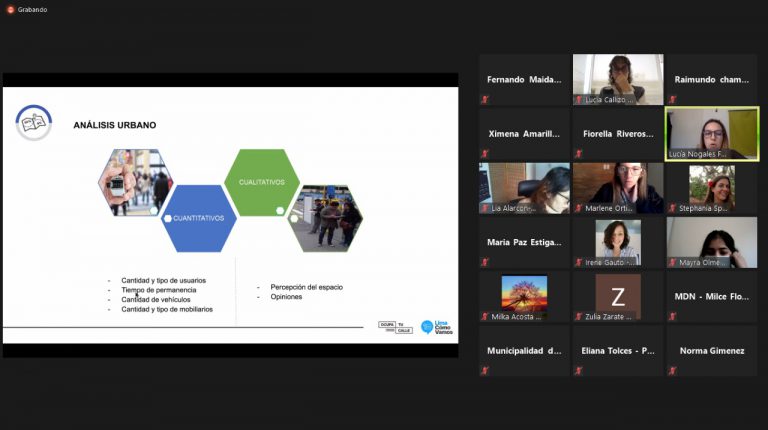 Grabando
ANÁLISIS URBANO
CUANTITATIVOS
CUALITATIVOS
- Cantidad y tipo de usuarios
- Tiempo de permanencia
- Cantidad de vehículos
- Cantidad y tipo de mobiliarios
- Percepción del espacio
- Opiniones
OCUPA TU CALLE
Lima Cómo Vamos
Fernando Maida...
Lucía Callizo ...
Raimundo cham...
Ximena Amarill...
Fiorella Riveros...
Lucía Nogales F...
Lia Alarcon-...
Marlene Orti...
Stephanía Sp...
Maria Paz Estiga...
Irene Gauto -...
Mayra Olme...
Milka Acosta ...
Z
Zulia Zarate ...
MDN - Milce Flo...
Municipalidad d...
Eliana Tolces - P...
Norma Gimenez